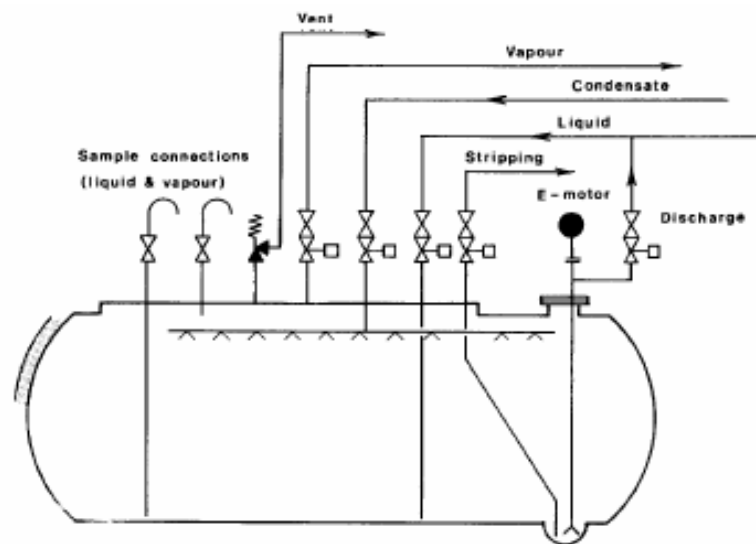 Vent
Vapour
Condensate
Liquid
Sample connections
(liquid & vapour)
Stripping
E-motor
Discharge